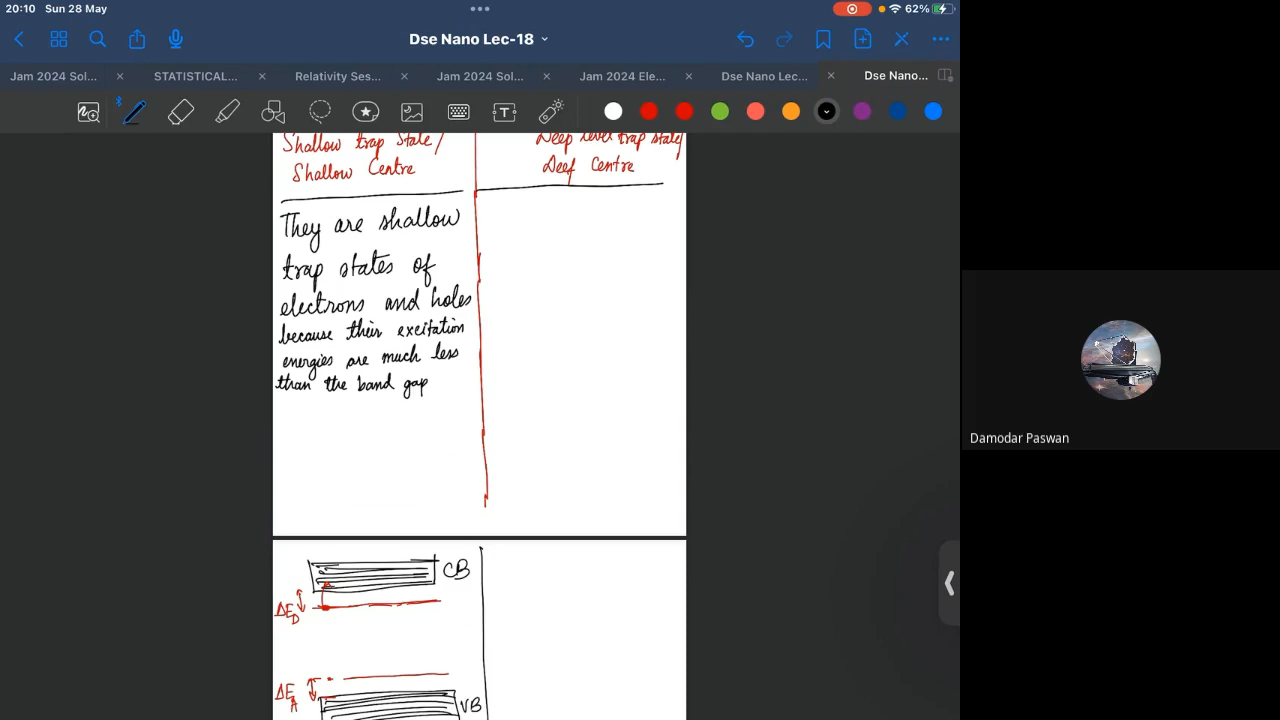 20:10 Sun 28 May
62%
Dse Nano Lec-18
Jam 2024 Sol...
STATISTICAL...
Relativity Ses...
Jam 2024 Sol...
Jam 2024 Ele...
Dse Nano Lec...
Dse Nano...
Shallow trap State/
Shallow Centre
Deep level trap state/
Deep Centre
They are shallow
trap states of
electrons and holes
because their excitation
energies are much less
than the band gap
CB
ΔE_D
ΔE_A
VB
Damodar Paswan